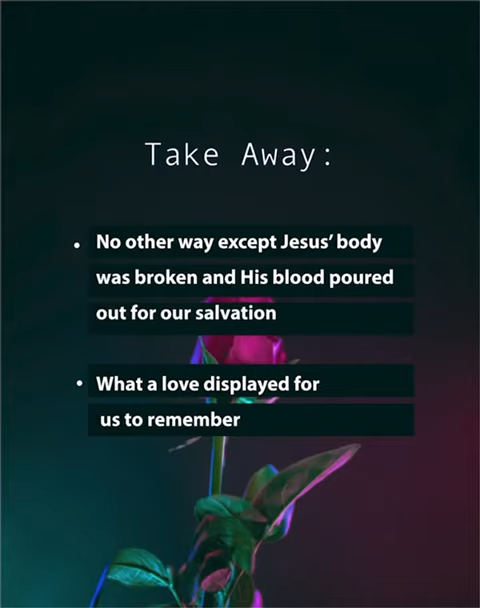 Take Away:
• No other way except Jesus’ body
was broken and His blood poured
out for our salvation
• What a love displayed for
us to remember